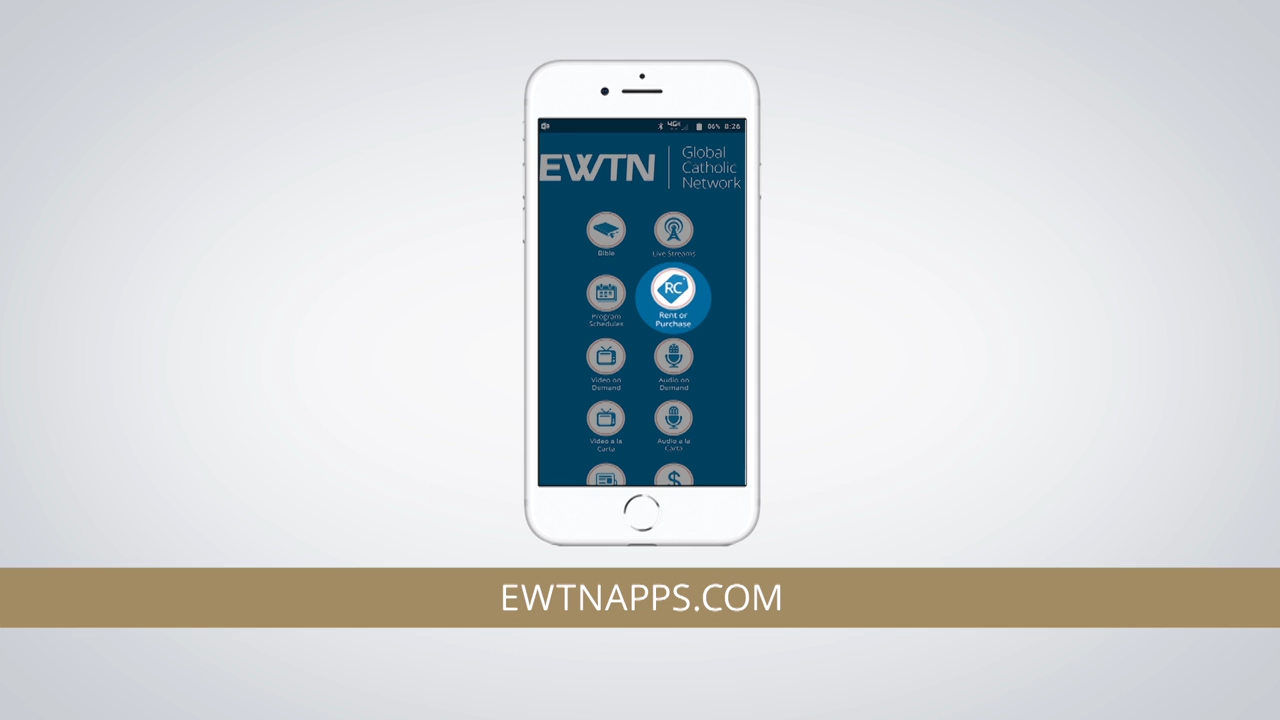 86% 8:26
EWTN
Global
Catholic
Network
Bible
Live Streams
Program
Schedules
RC
Rent or
Purchase
Video on
Demand
Audio on
Demand
Video a la
Carta
Audio a la
Carta
$
EWTNAPPS.COM